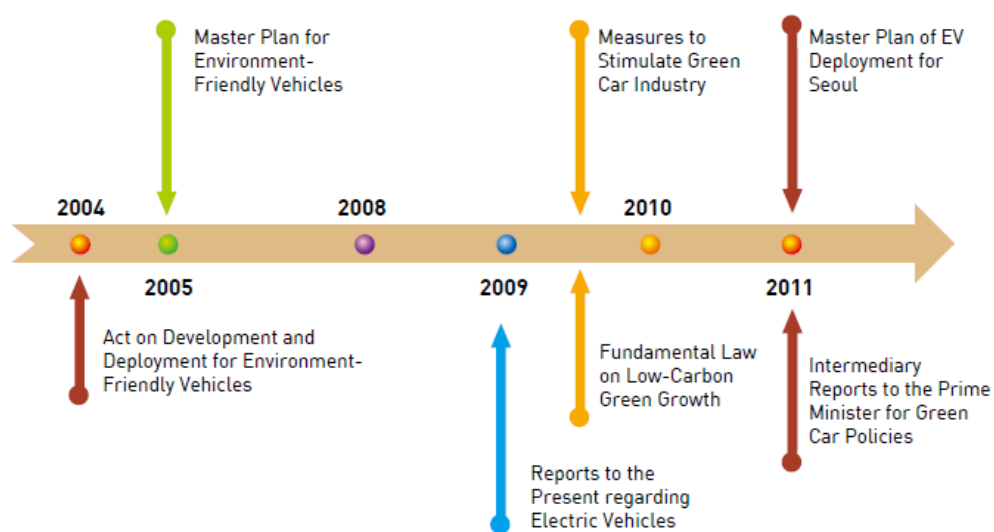 Master Plan for
Environment-
Friendly Vehicles
Measures to
Stimulate Green
Car Industry
Master Plan of EV
Deployment for
Seoul
2004
2008
2010
2005
2009
2011
Act on Development and
Deployment for Environment-
Friendly Vehicles
Fundamental Law
on Low-Carbon
Green Growth
Intermediary
Reports to the Prime
Minister for Green
Car Policies
Reports to the
Present regarding
Electric Vehicles